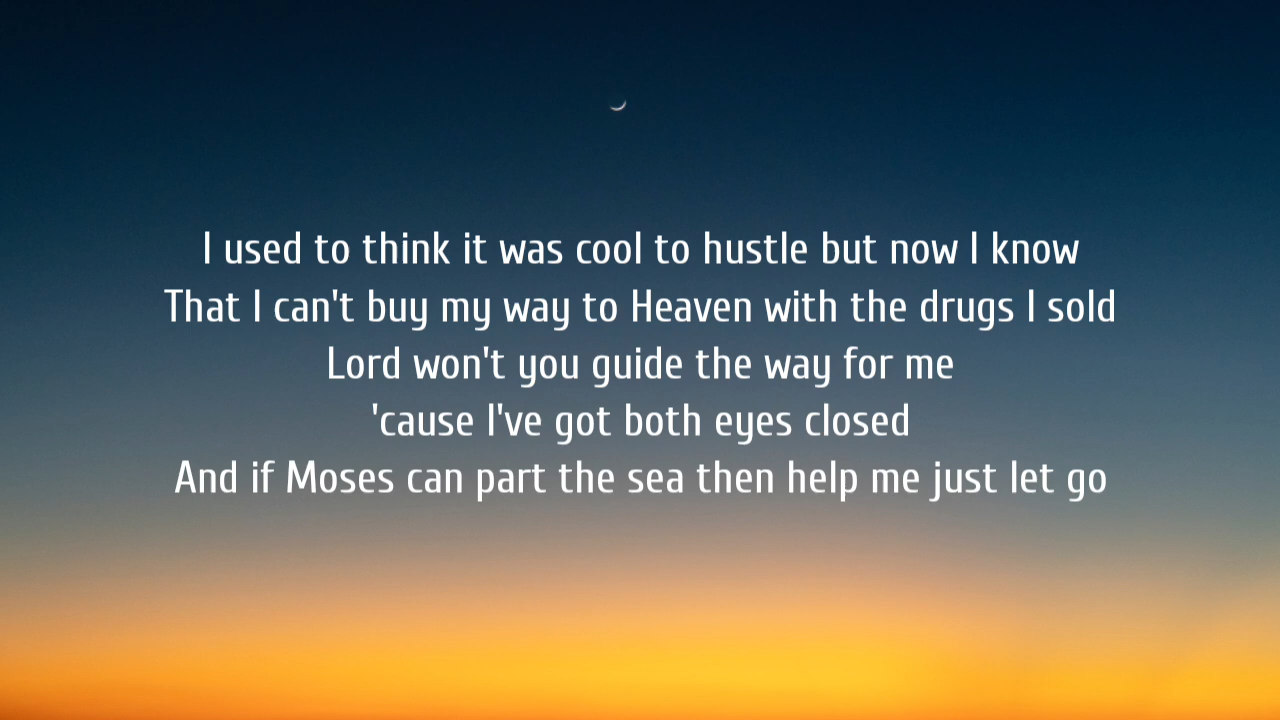 I used to think it was cool to hustle but now I know
That I can't buy my way to Heaven with the drugs I sold
Lord won't you guide the way for me
'cause I've got both eyes closed
And if Moses can part the sea then help me just let go